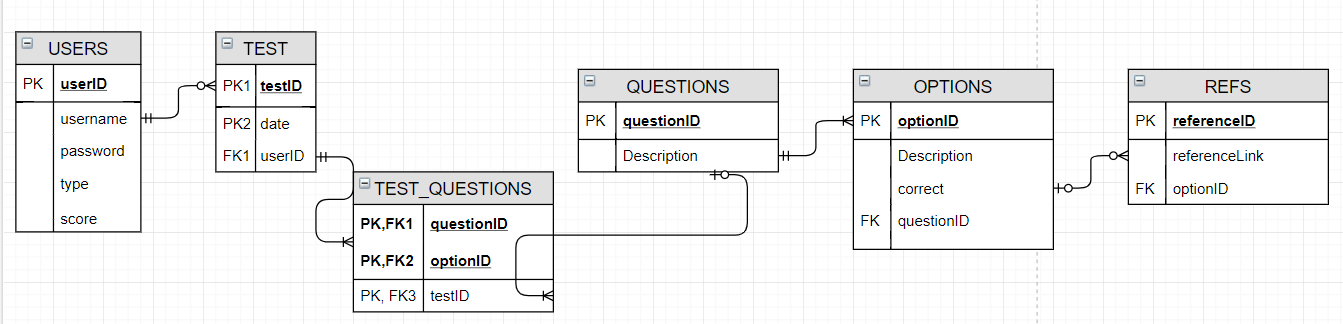 USERS
PK userID
username
password
type
score
TEST
PK1 testID
PK2 date
FK1 userID
TEST_QUESTIONS
PK,FK1 questionID
PK,FK2 optionID
PK, FK3 testID
QUESTIONS
PK questionID
Description
OPTIONS
PK optionID
Description
correct
FK questionID
REFS
PK referenceID
referenceLink
FK optionID